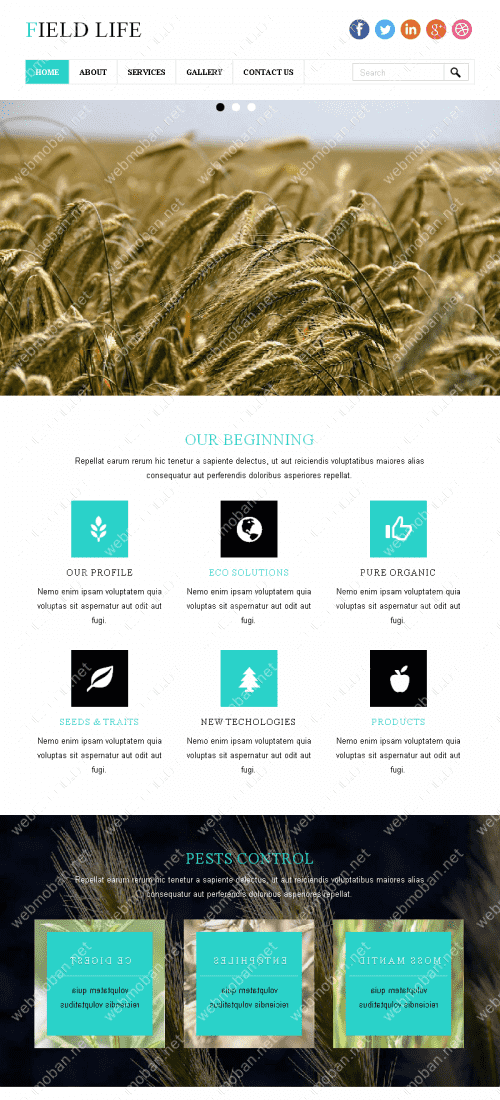 FIELD LIFE
HOME ABOUT SERVICES GALLERY CONTACT US Search
OUR BEGINNING
Repellat earum rerum hic tenetur a sapiente delectus, ut aut reiciendis voluptatibus maiores alias
consequatur aut perferendis doloribus asperiores repellat.
OUR PROFILE ECO SOLUTIONS PURE ORGANIC
Nemo enim ipsam voluptatem quia Nemo enim ipsam voluptatem quia Nemo enim ipsam voluptatem quia
voluptas sit aspernatur aut odit aut voluptas sit aspernatur aut odit aut voluptas sit aspernatur aut odit aut
fugi. fugi. fugi.
SEEDS & TRAITS NEW TECHOLOGIES PRODUCTS
Nemo enim ipsam voluptatem quia Nemo enim ipsam voluptatem quia Nemo enim ipsam voluptatem quia
voluptas sit aspernatur aut odit aut voluptas sit aspernatur aut odit aut voluptas sit aspernatur aut odit aut
fugi. fugi. fugi.
PESTS CONTROL
Repellat earum rerum hic tenetur a sapiente delectus, ut aut reiciendis voluptatibus maiores alias
consequatur aut perferendis doloribus asperiores repellat.
CE DIGEST ENTOPHILES MOSS MANTID
voluptatem quia voluptatem quia voluptatem quia
reiciendis voluptatibus reiciendis voluptatibus reiciendis voluptatibus
webmoban.net